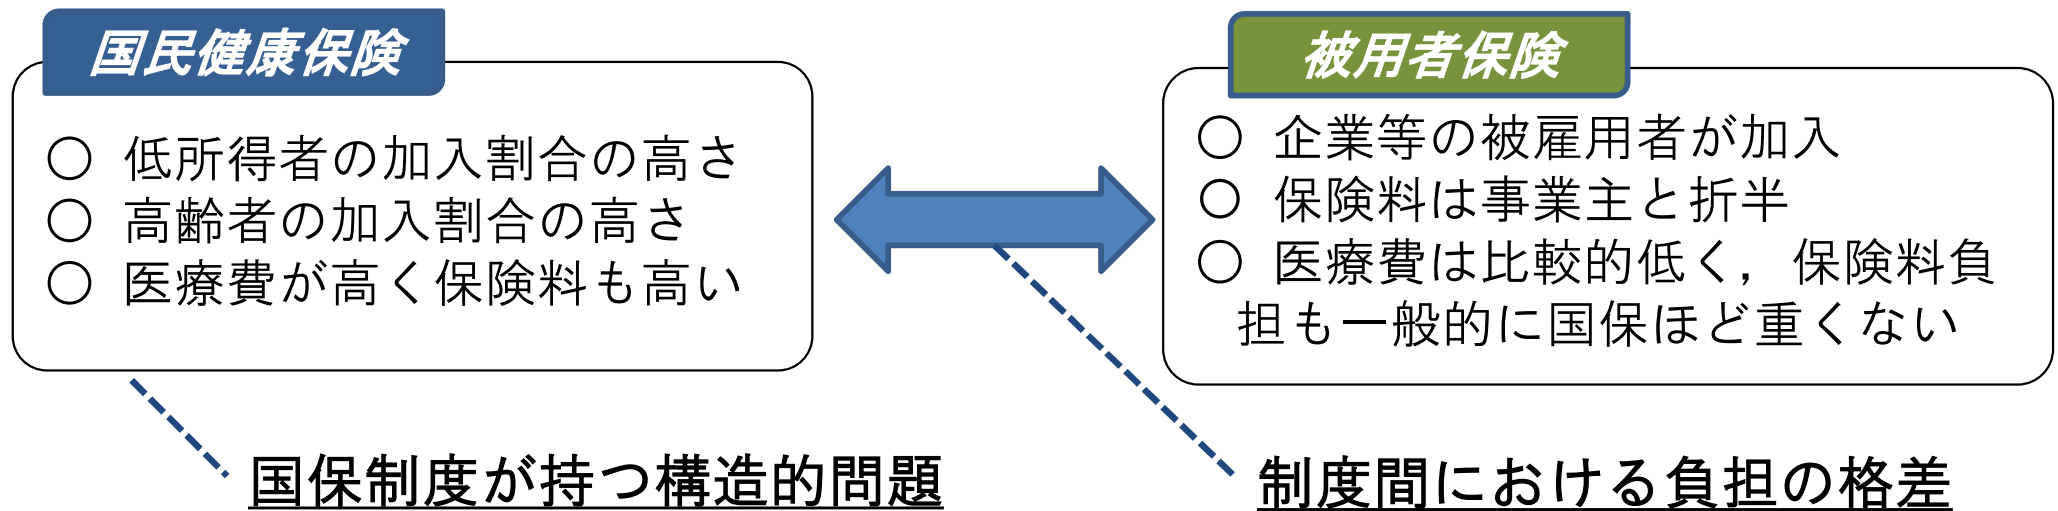 国民健康保険
○ 低所得者の加入割合の高さ
○ 高齢者の加入割合の高さ
○ 医療費が高く保険料も高い
被用者保険
○ 企業等の被雇用者が加入
○ 保険料は事業主と折半
○ 医療費は比較的低く，保険料負
担も一般的に国保ほど重くない
国保制度が持つ構造的問題
制度間における負担の格差